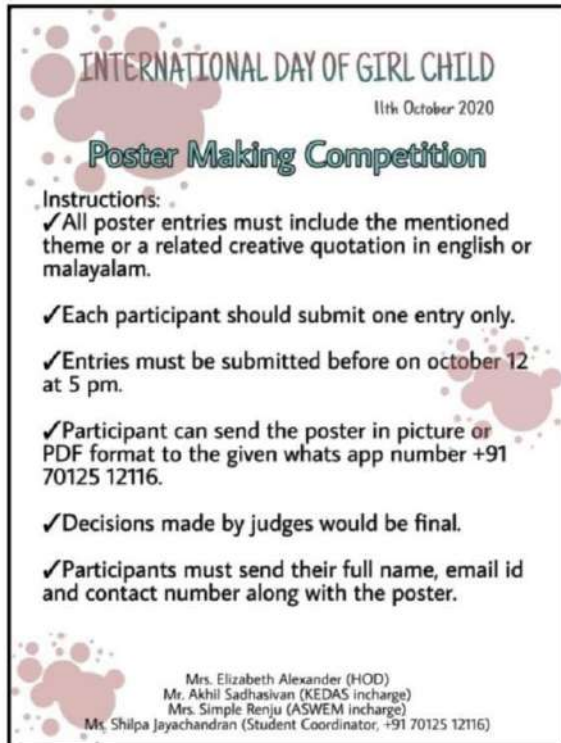 INTERNATIONAL DAY OF GIRL CHILD
11th October 2020
Poster Making Competition
Instructions:
✓All poster entries must include the mentioned
theme or a related creative quotation in english or
malayalam.
✓Each participant should submit one entry only.
✓Entries must be submitted before on october 12
at 5 pm.
✓Participant can send the poster in picture or
PDF format to the given whats app number +91
70125 12116.
✓Decisions made by judges would be final.
✓Participants must send their full name, email id
and contact number along with the poster.
Mrs. Elizabeth Alexander (HOD)
Mr. Akhil Sadhasivan (KEDAS incharge)
Mrs. Simple Renju (ASWEM incharge)
Ms. Shilpa Jayachandran (Student Coordinator, +91 70125 12116)